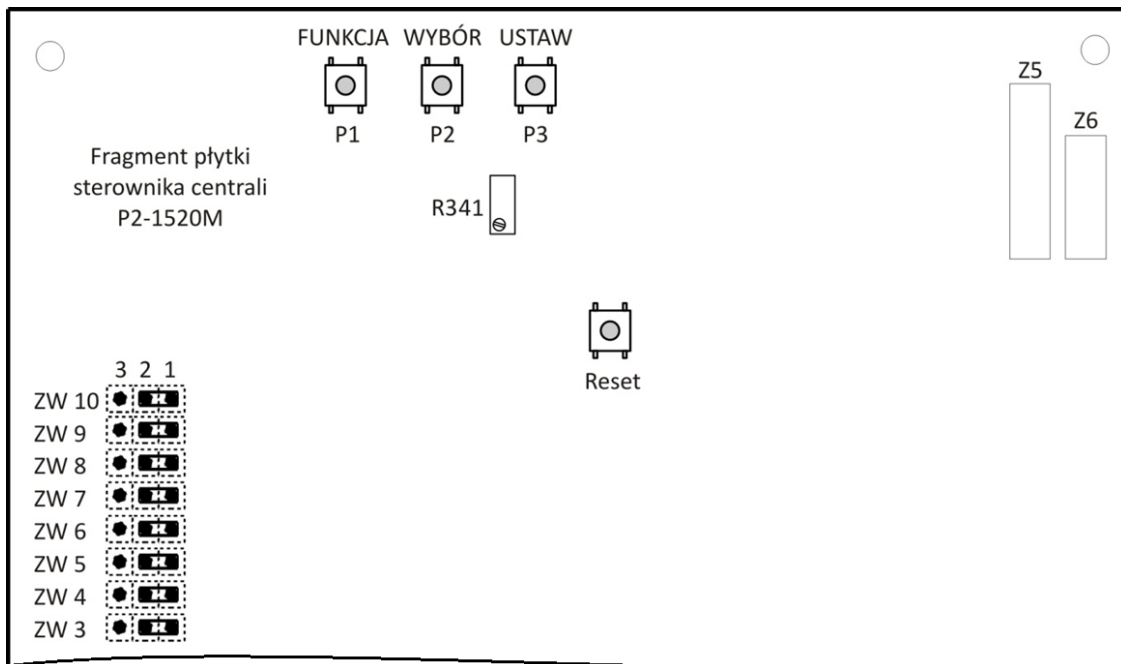 FUNKCJA WYBÓR USTAW
P1 P2 P3
Z5
Z6
Fragment płytki
sterownika centrali
P2-1520M
R341
Reset
3 2 1
ZW 10
ZW 9
ZW 8
ZW 7
ZW 6
ZW 5
ZW 4
ZW 3